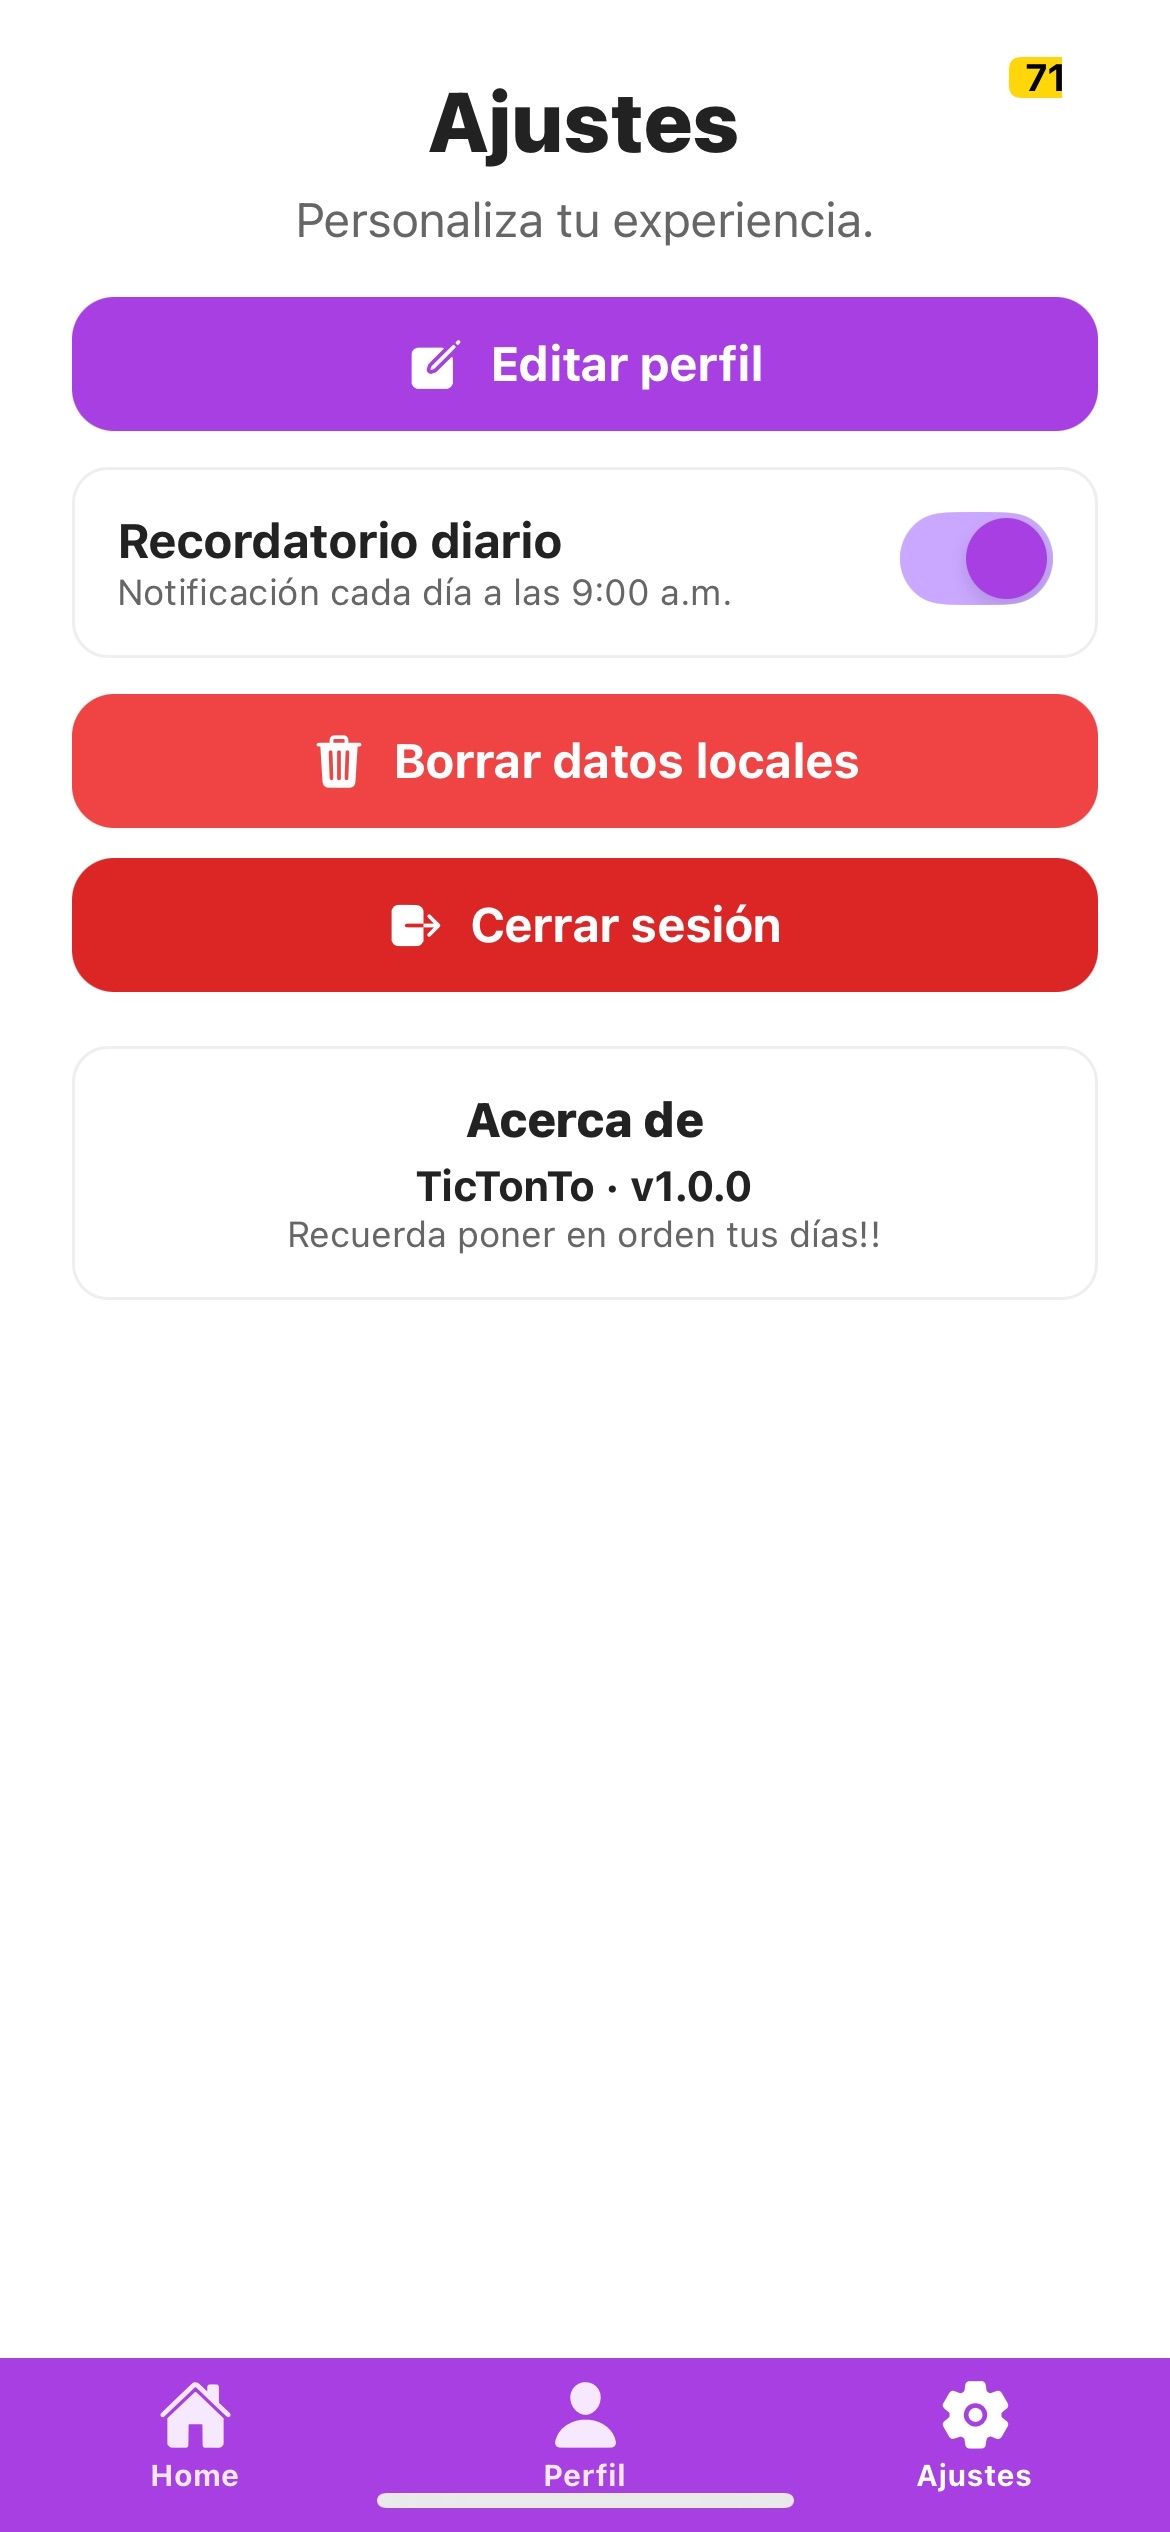 71
Ajustes
Personaliza tu experiencia.
Editar perfil
Recordatorio diario
Notificación cada día a las 9:00 a.m.
Borrar datos locales
Cerrar sesión
Acerca de
TicTonTo · v1.0.0
Recuerda poner en orden tus días!!
Home
Perfil
Ajustes